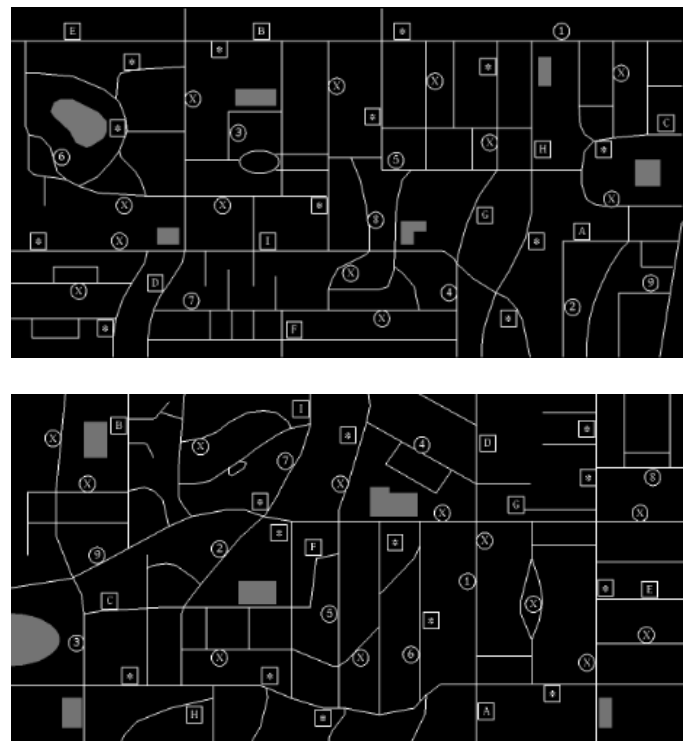 E B * 1
*
* * X
X X
X
* 3 * C
X H *
6 5
X X * X
8 G
* X I * A
X
D X 4 9
7 2
X *
* F
I
B * *
X X 4 D
7
X X * 8
* G
X X
* F * X
9 2
X * E
C 1 X
5 *
3 X
X X 6 X
* * *
H * A